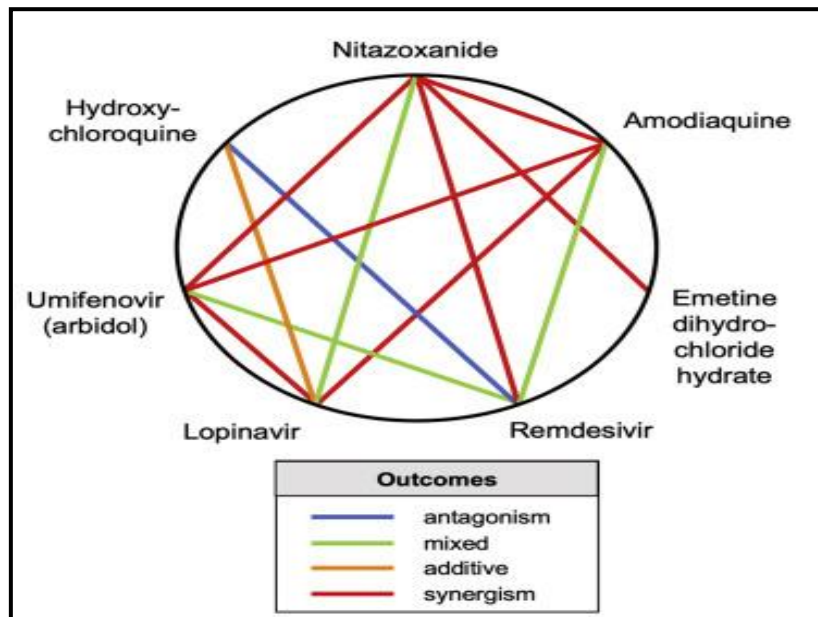 Nitazoxanide
Hydroxy-
chloroquine
Amodiaquine
Umifenovir
(arbidol)
Emetine
dihydro-
chloride
hydrate
Lopinavir
Remdesivir
Outcomes
antagonism
mixed
additive
synergism